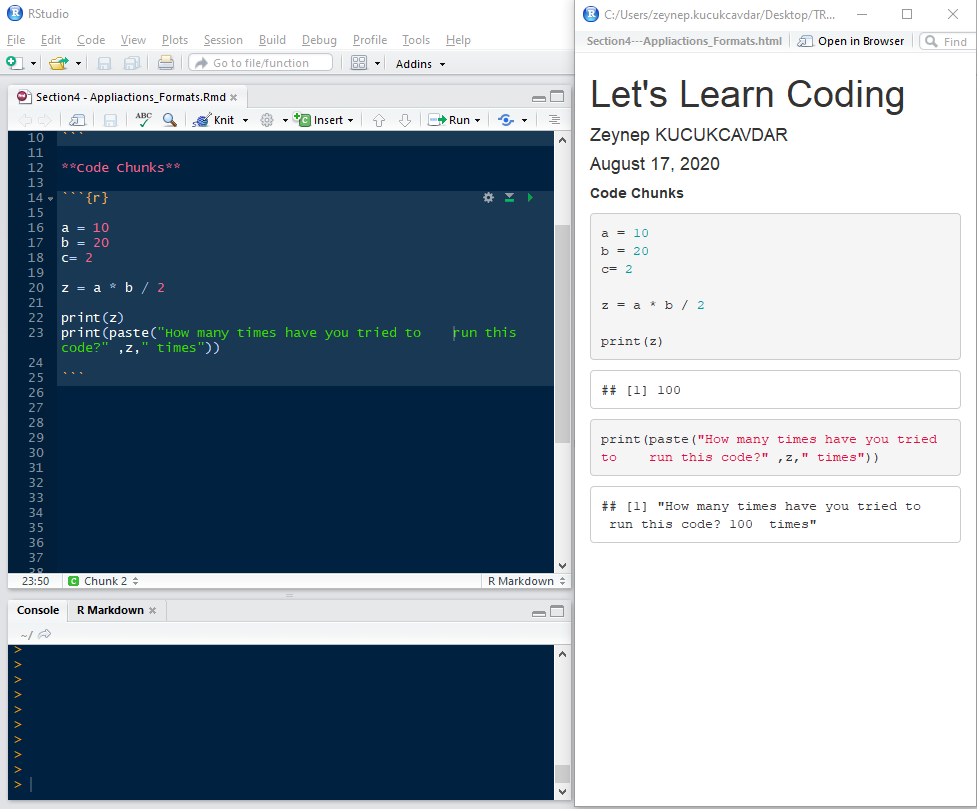 RStudio
File Edit Code View Plots Session Build Debug Profile Tools Help
Go to file/function Addins
Section4 - Appliactions_Formats.Rmd
ABC Knit Insert Run
10 ```
11
12 **Code Chunks**
13
14 ```{r}
15
16 a = 10
17 b = 20
18 c= 2
19
20 z = a * b / 2
21
22 print(z)
23 print(paste("How many times have you tried to    run this
code?" ,z," times"))
24
25 ```
26
27
28
29
30
31
32
33
34
35
36
37
38
23:50 C Chunk 2 R Markdown
Console R Markdown
~/
>
>
>
>
>
>
>
>
>
>
C:/Users/zeynep.kucukcavdar/Desktop/TR...
Section4---Appliactions_Formats.html Open in Browser Find
Let's Learn Coding
Zeynep KUCUKCAVDAR
August 17, 2020
Code Chunks
a = 10
b = 20
c= 2
z = a * b / 2
print(z)
## [1] 100
print(paste("How many times have you tried
to    run this code?" ,z," times"))
## [1] "How many times have you tried to
run this code? 100  times"